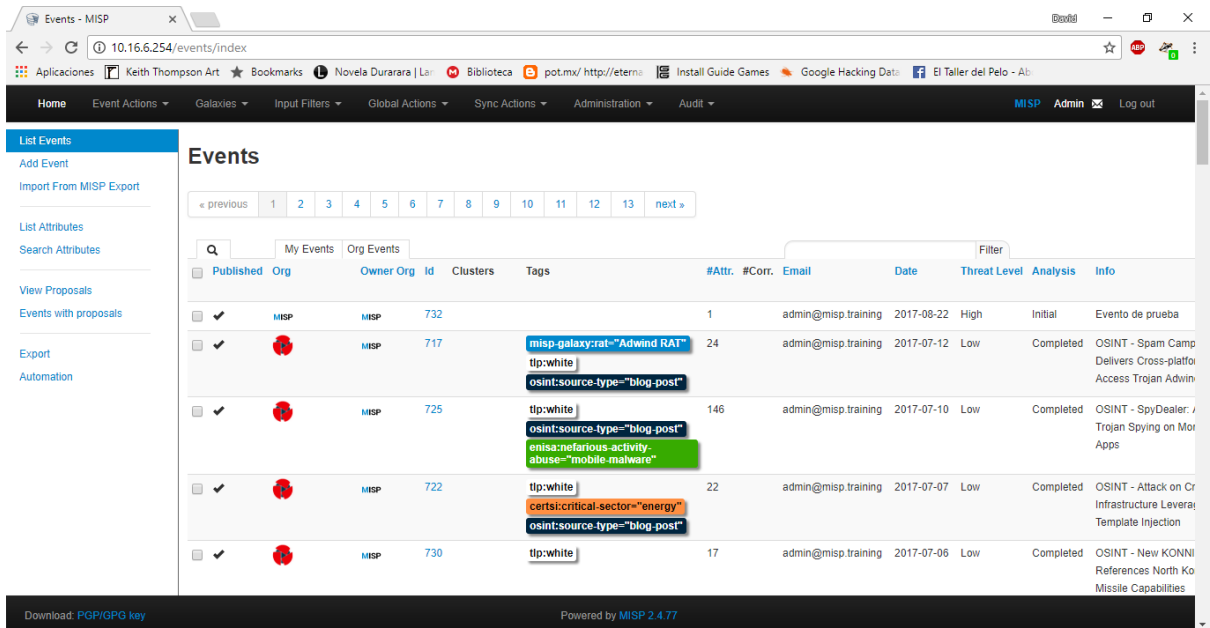 Events - MISP
David
10.16.6.254/events/index
ABP
0
Aplicaciones Keith Thompson Art Bookmarks Novela Durarara | Lar Biblioteca pot.mx/ http://eterna Install Guide Games Google Hacking Data El Taller del Pelo - Ab
Home Event Actions Galaxies Input Filters Global Actions Sync Actions Administration Audit MISP Admin Log out
List Events
Add Event
Import From MISP Export
List Attributes
Search Attributes
View Proposals
Events with proposals
Export
Automation
Events
« previous 1 2 3 4 5 6 7 8 9 10 11 12 13 next »
My Events Org Events Filter
Published Org Owner Org Id Clusters Tags #Attr. #Corr. Email Date Threat Level Analysis Info
MISP MISP 732 1 admin@misp.training 2017-08-22 High Initial Evento de prueba
MISP 717 misp-galaxy:rat="Adwind RAT" 24 admin@misp.training 2017-07-12 Low Completed OSINT - Spam Camp
tlp:white Delivers Cross-platfo
osint:source-type="blog-post" Access Trojan Adwin
MISP 725 tlp:white 146 admin@misp.training 2017-07-10 Low Completed OSINT - SpyDealer:
osint:source-type="blog-post" Trojan Spying on Mor
enisa:nefarious-activity- Apps
abuse="mobile-malware"
MISP 722 tlp:white 22 admin@misp.training 2017-07-07 Low Completed OSINT - Attack on Cr
certsi:critical-sector="energy" Infrastructure Leverag
osint:source-type="blog-post" Template Injection
MISP 730 tlp:white 17 admin@misp.training 2017-07-06 Low Completed OSINT - New KONNI
References North Ko
Missile Capabilities
Download: PGP/GPG key Powered by MISP 2.4.77